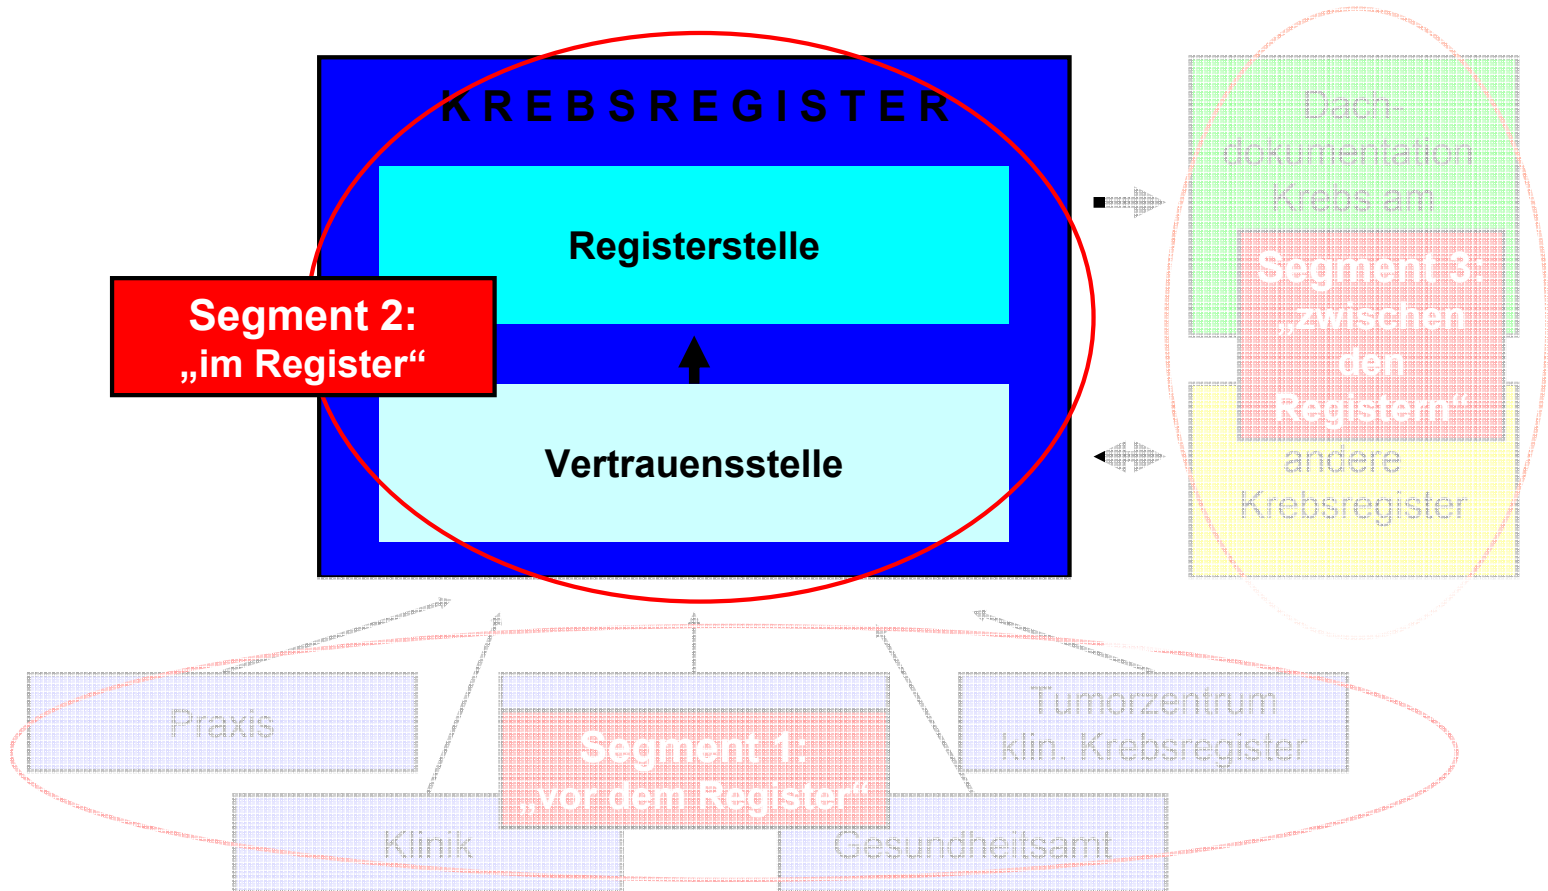 K R E B S R E G I S T E R
Registerstelle
Segment 2:
„im Register“
Vertrauensstelle
Dach-
dokumentation
Krebs am
Segment 3:
„zwischen
den
Registern“
andere
Krebsregister
Praxis
Segment 1:
„vor dem Register“
Tumorzentrum
klin. Krebsregister
Klinik
Gesundheitsamt